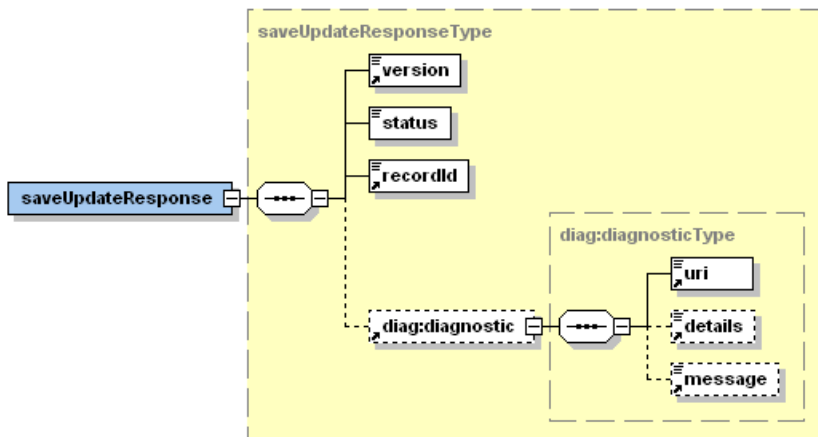 saveUpdateResponseType
version
status
recordId
saveUpdateResponse
diag:diagnosticType
uri
diag:diagnostic
details
message